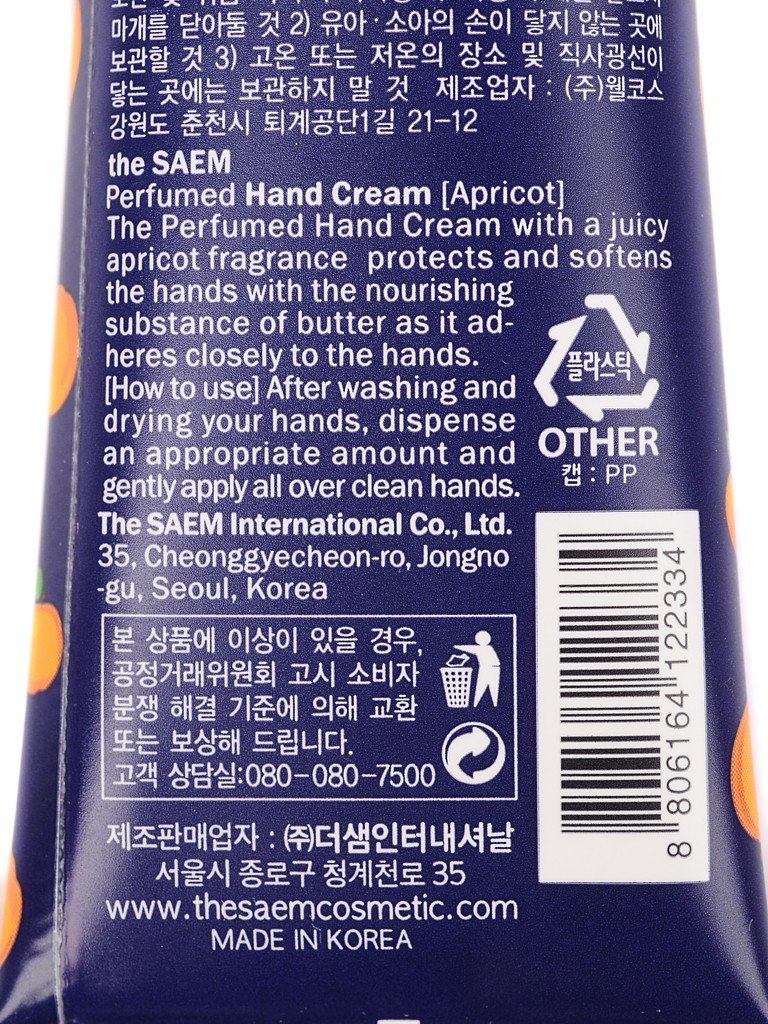 마개를 닫아둘 것 2) 유아·소아의 손이 닿지 않는 곳에
보관할 것 3) 고온 또는 저온의 장소 및 직사광선이
닿는 곳에는 보관하지 말 것 제조업자 : (주)웰코스
강원도 춘천시 퇴계공단1길 21-12
the SAEM
Perfumed Hand Cream [Apricot]
The Perfumed Hand Cream with a juicy
apricot fragrance protects and softens
the hands with the nourishing
substance of butter as it ad-
heres closely to the hands.
[How to use] After washing and
drying your hands, dispense
an appropriate amount and
gently apply all over clean hands.
플라스틱
OTHER
캡 : PP
The SAEM International Co., Ltd.
35, Cheonggyecheon-ro, Jongno
-gu, Seoul, Korea
본 상품에 이상이 있을 경우,
공정거래위원회 고시 소비자
분쟁 해결 기준에 의해 교환
또는 보상해 드립니다.
고객 상담실:080-080-7500
8 806164 122334
제조판매업자 : ㈜더샘인터내셔날
서울시 종로구 청계천로 35
www.thesaemcosmetic.com
MADE IN KOREA